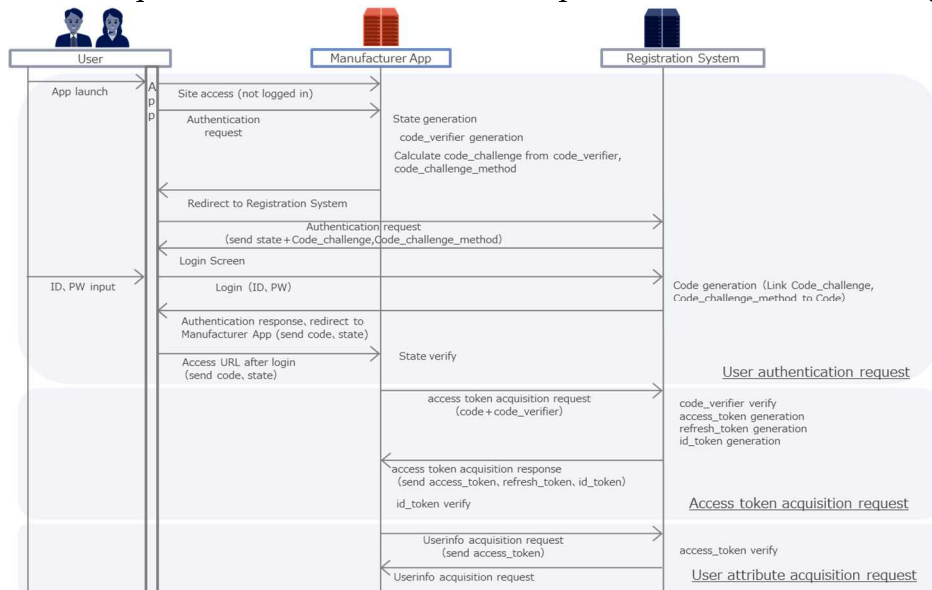 User
Manufacturer App
Registration System
App launch
App
Site access (not logged in)
Authentication
request
State generation
code_verifier generation
Calculate code_challenge from code_verifier,
code_challenge_method
Redirect to Registration System
Authentication request
(send state+Code_challenge,Code_challenge_method)
Login Screen
ID、PW input
Login (ID、PW)
Code generation (Link Code_challenge,
Code_challenge_method to Code)
Authentication response、redirect to
Manufacturer App (send code、state)
Access URL after login
(send code、state)
State verify
User authentication request
access token acquisition request
(code+code_verifier)
code_verifier verify
access_token generation
refresh_token generation
id_token generation
access token acquisition response
(send access_token、refresh_token、id_token)
id_token verify
Access token acquisition request
Userinfo acquisition request
(send access_token)
access_token verify
Userinfo acquisition request
User attribute acquisition request